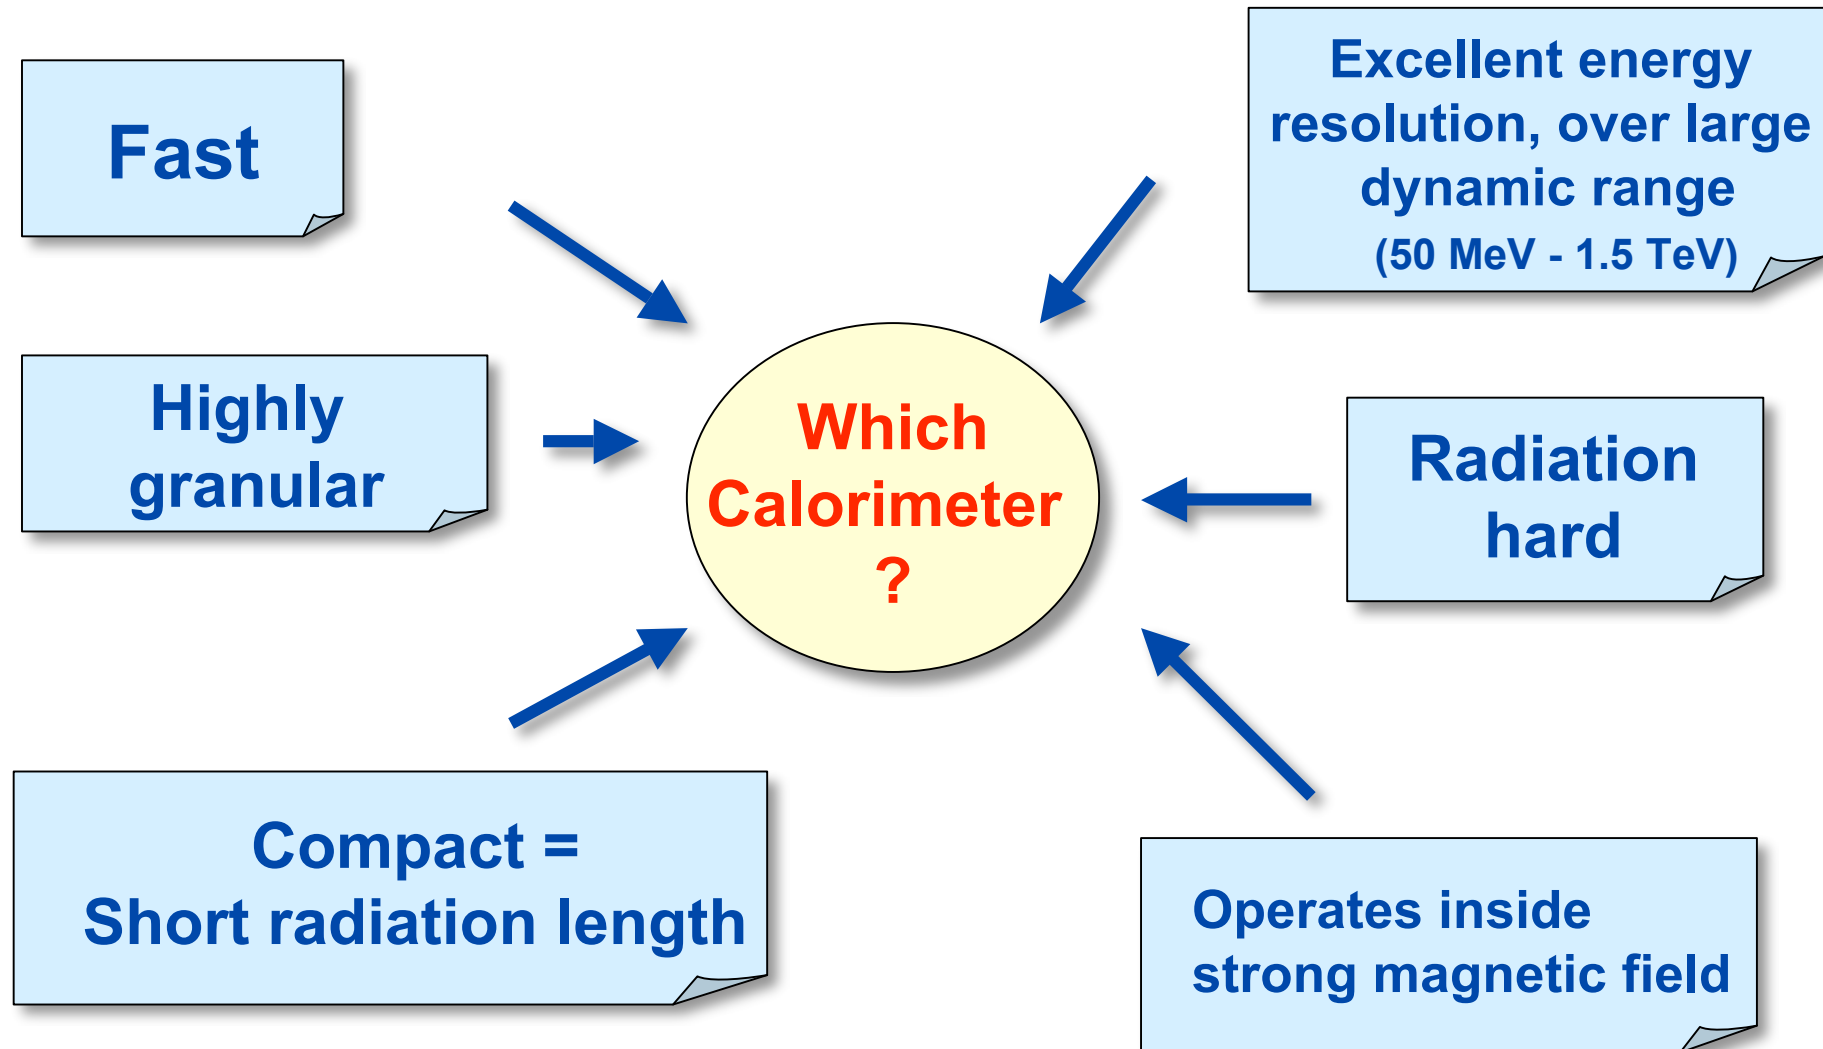 Fast
Excellent energy
resolution, over large
dynamic range
(50 MeV - 1.5 TeV)
Highly
granular
Which
Calorimeter
?
Radiation
hard
Compact =
Short radiation length
Operates inside
strong magnetic field